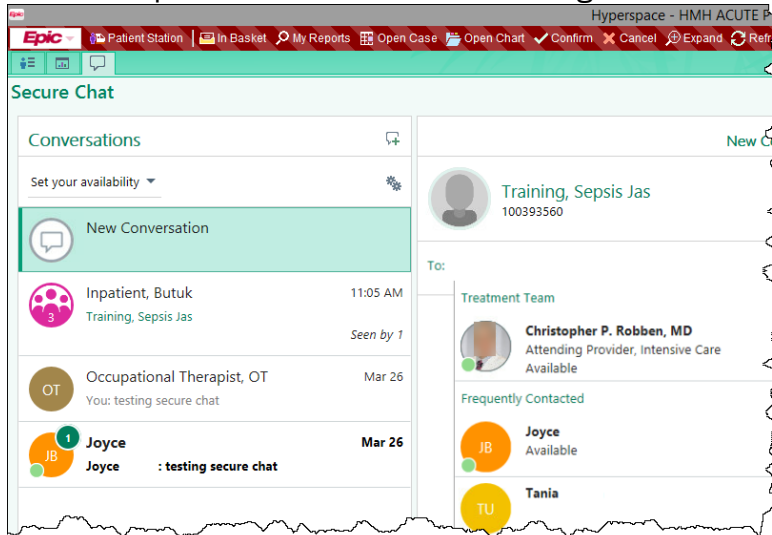 Epic
Hyperspace - HMH ACUTE
Epic Patient Station In Basket My Reports Open Case Open Chart Confirm Cancel Expand Refr
Secure Chat
Conversations
New
Set your availability
Training, Sepsis Jas
100393560
New Conversation
To:
Inpatient, Butuk 11:05 AM
3
Training, Sepsis Jas
Seen by 1
Treatment Team
Christopher P. Robben, MD
Attending Provider, Intensive Care
Available
OT
Occupational Therapist, OT Mar 26
You: testing secure chat
Frequently Contacted
JB
1
Joyce Mar 26
Joyce : testing secure chat
JB
Joyce
Available
TU
Tania